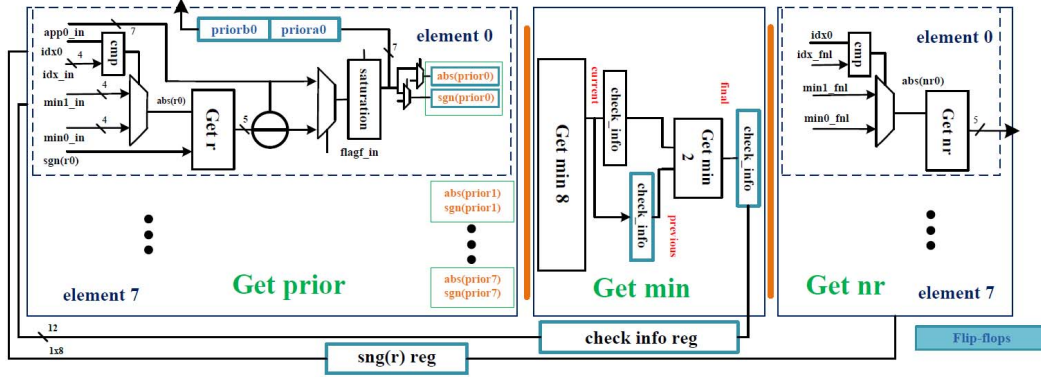 app0_in
7
idx0
4
idx_in
cmp
min1_in
4
min0_in
4
sgn(r0)
abs(r0)
Get r
5
priorb0
priora0
element 0
7
saturation
flagf_in
abs(prior0)
sgn(prior0)
abs(prior1)
sgn(prior1)
abs(prior7)
sgn(prior7)
element 7
Get prior
Get min 8
current
check_info
check_info
previous
Get min
2
final
check_info
Get min
idx0
idx_fnl
cmp
min1_fnl
min0_fnl
abs(nr0)
Get nr
5
element 0
Get nr
element 7
12
1x8
check info reg
sng(r) reg
Flip-flops